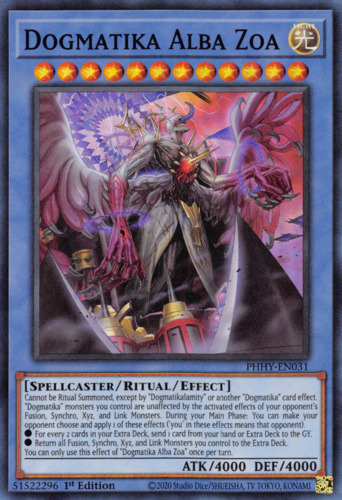 DOGMATIKA ALBA ZOA
LIGHT
光
PHHY-EN031
[SPELLCASTER/RITUAL/EFFECT]
Cannot be Ritual Summoned, except by "Dogmatikalamity" or another "Dogmatika" card effect.
"Dogmatika" monsters you control are unaffected by the activated effects of your opponent's
Fusion, Synchro, Xyz, and Link Monsters. During your Main Phase: You can make your
opponent choose and apply 1 of these effects ("you" in these effects means that opponent).
● For every 2 cards in your Extra Deck, send 1 card from your hand or Extra Deck to the GY.
● Return all Fusion, Synchro, Xyz, and Link Monsters you control to the Extra Deck.
You can only use this effect of "Dogmatika Alba Zoa" once per turn.
ATK/4000 DEF/4000
51522296 1st Edition ©2020 Studio Dice/SHUEISHA, TV TOKYO, KONAMI